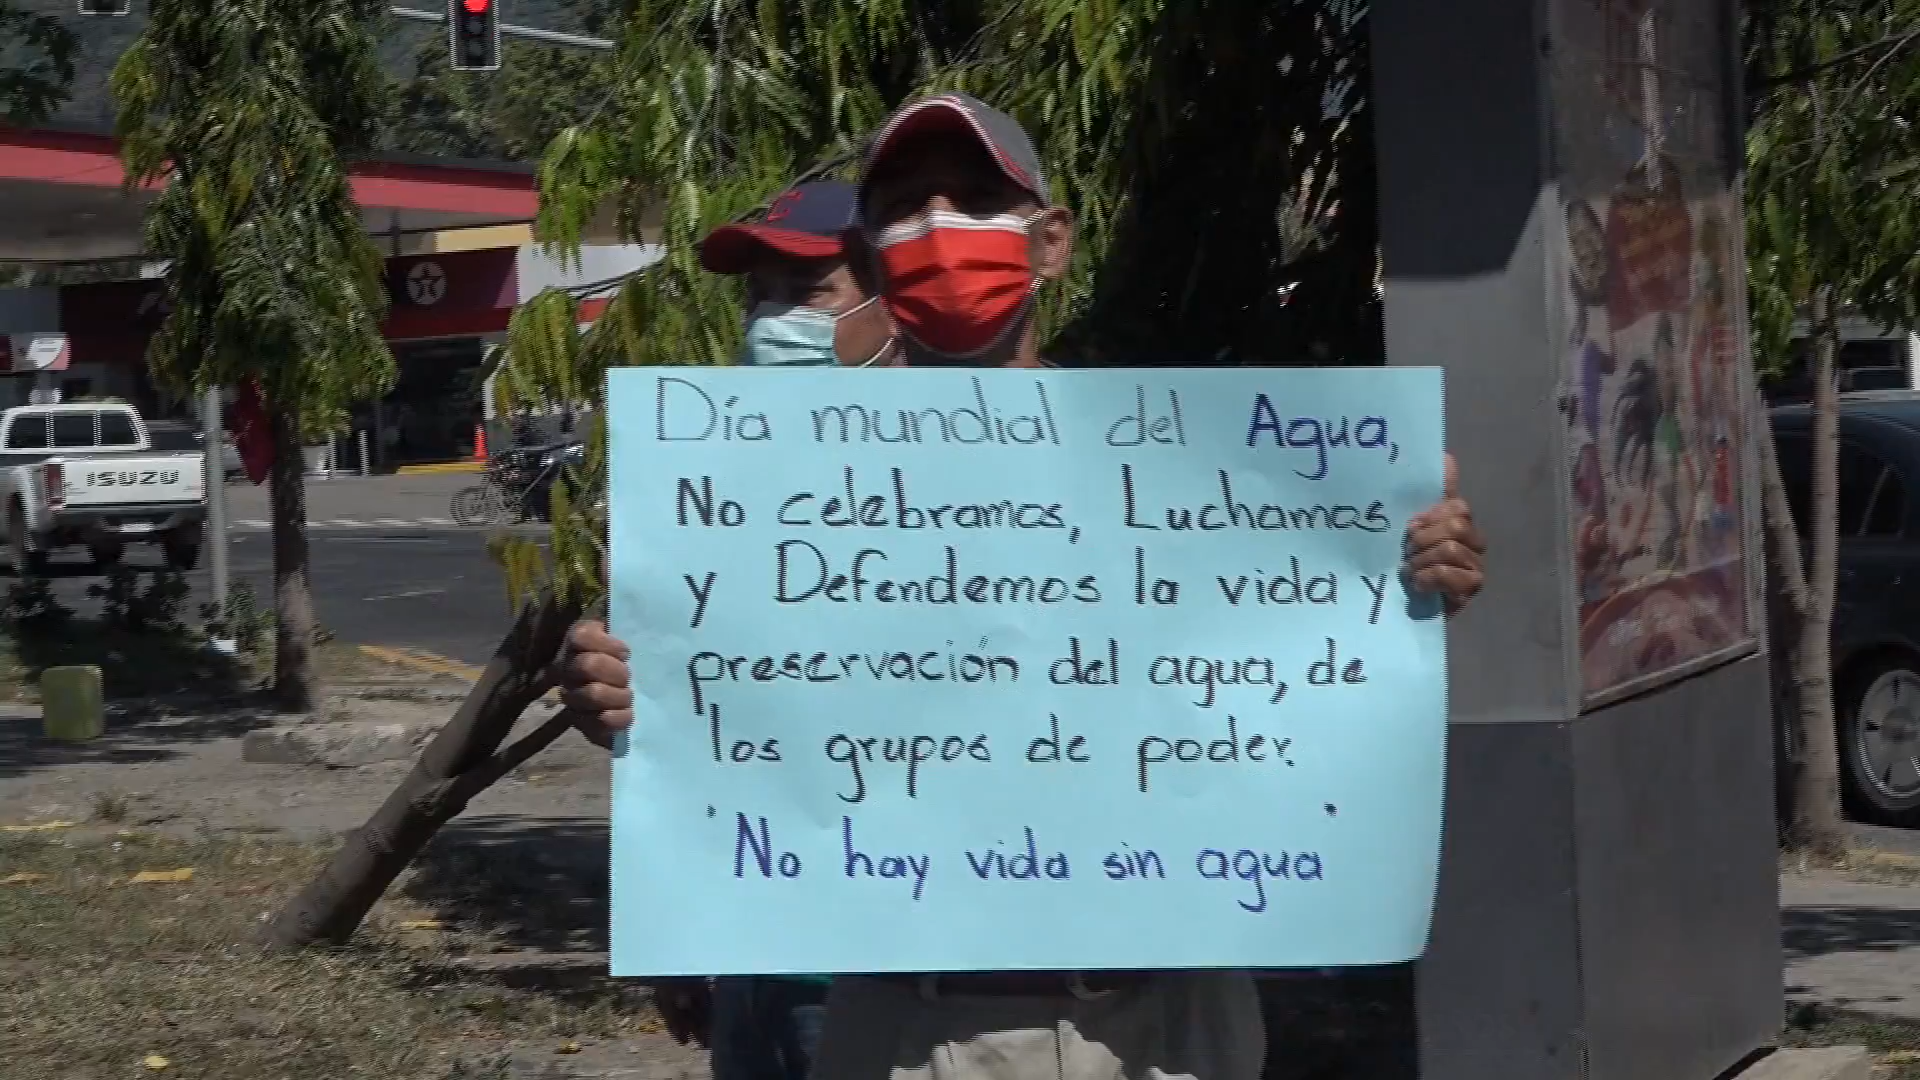 ISUZU
C
Día mundial del Agua,
No celebramos, Luchamos
y Defendemos la vida y
preservación del agua, de
los grupos de poder.
"No hay vida sin agua"